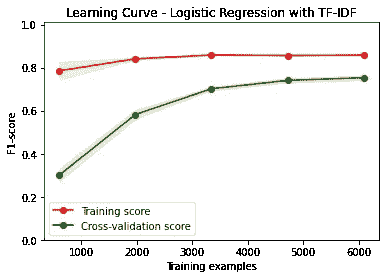 Learning Curve - Logistic Regression with TF-IDF
1.0
0.8
0.6
0.4
0.2
0.0
F1-score
Training score
Cross-validation score
1000 2000 3000 4000 5000 6000
Training examples